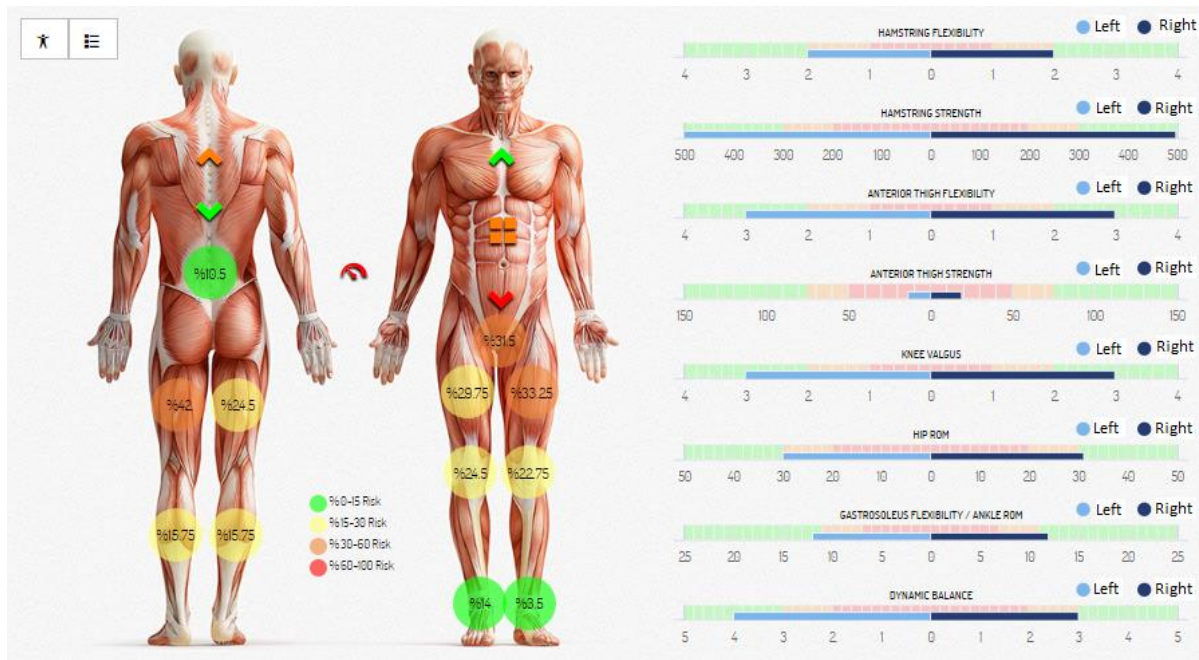 %10.5
%42
%24.5
%15.75
%15.75
%31.5
%29.75
%33.25
%24.5
%22.75
%14
%3.5
%0-15 Risk
%15-30 Risk
%30-60 Risk
%60-100 Risk
Left Right
HAMSTRING FLEXIBILITY
4 3 2 1 0 1 2 3 4
Left Right
HAMSTRING STRENGTH
500 400 300 200 100 0 100 200 300 400 500
Left Right
ANTERIOR THIGH FLEXIBILITY
4 3 2 1 0 1 2 3 4
Left Right
ANTERIOR THIGH STRENGTH
150 100 50 0 50 100 150
Left Right
KNEE VALGUS
4 3 2 1 0 1 2 3 4
Left Right
HIP ROM
50 40 30 20 10 0 10 20 30 40 50
Left Right
GASTROSOLEUS FLEXIBILITY / ANKLE ROM
25 20 15 10 5 0 5 10 15 20 25
Left Right
DYNAMIC BALANCE
5 4 3 2 1 0 1 2 3 4 5